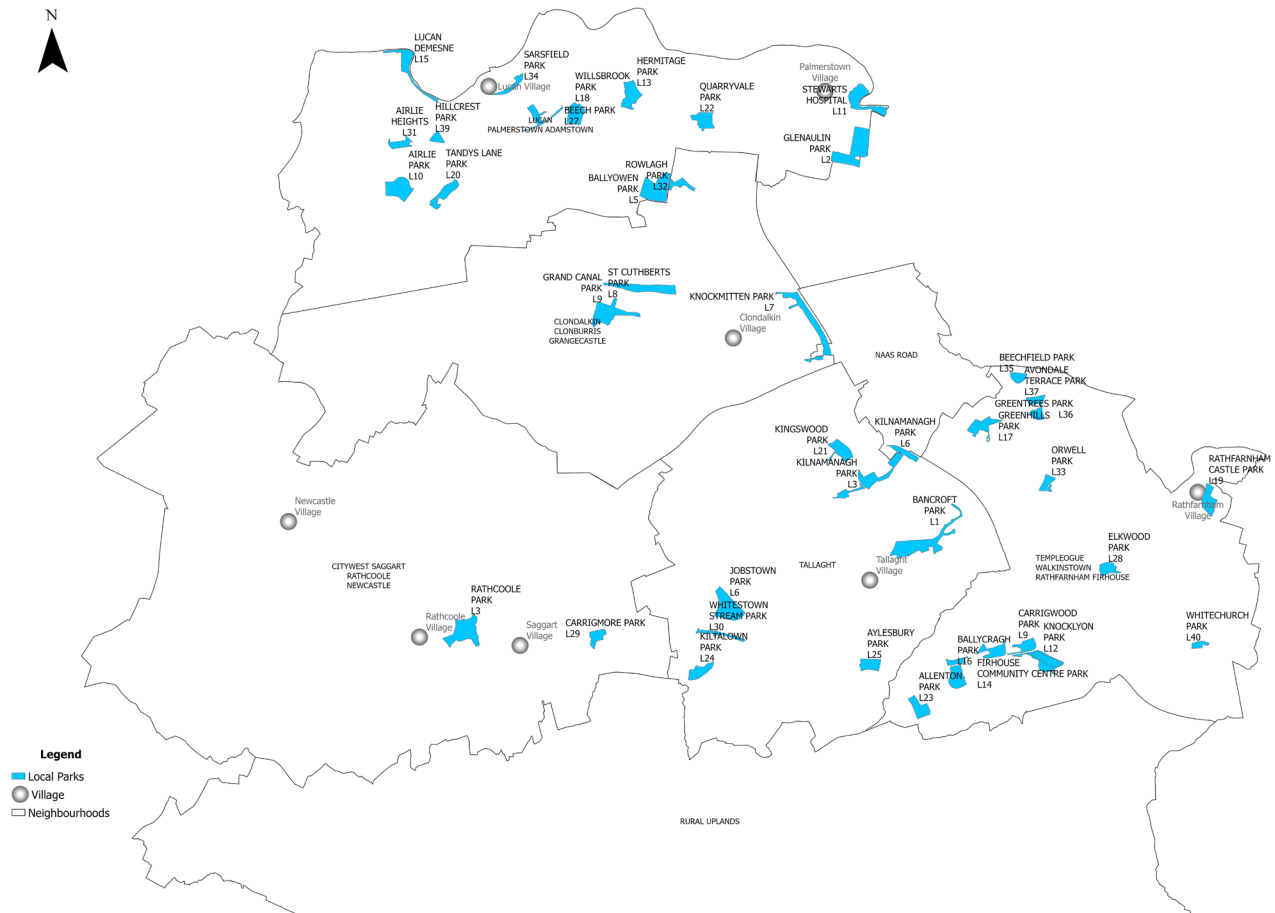 N
LUCAN
DEMESNE
L15
SARSFIELD
PARK
L34
Lucan Village
WILLSBROOK
PARK
L18
HERMITAGE
PARK
L13
QUARRYVALE
PARK
L22
Palmerstown
Village
STEWARTS
HOSPITAL
L11
GLENAULIN
PARK
L2
AIRLIE
HEIGHTS
L31
HILLCREST
PARK
L39
BEECH PARK
L27
LUCAN
PALMERSTOWN ADAMSTOWN
AIRLIE
PARK
L10
TANDYS LANE
PARK
L20
ROWLAGH
PARK
L32
BALLYOWEN
PARK
L5
GRAND CANAL
PARK
L9
ST CUTHBERTS
PARK
L8
KNOCKMITTEN PARK
L7
Clondalkin
Village
CLONDALKIN
CLONBURRIS
GRANGECASTLE
NAAS ROAD
BEECHFIELD PARK
L35
AVONDALE
TERRACE PARK
L37
GREENTREES PARK
L36
GREENHILLS
PARK
L17
KINGSWOOD
PARK
L21
KILNAMANAGH
PARK
L6
KILNAMANAGH
PARK
L3
ORWELL
PARK
L33
RATHFARNHAM
CASTLE PARK
L19
Rathfarnham
Village
BANCROFT
PARK
L1
Newcastle
Village
CITYWEST SAGGART
RATHCOOLE
NEWCASTLE
TALLAGHT
Tallaght
Village
ELKWOOD
PARK
L28
TEMPLEOGUE
WALKINSTOWN
RATHFARNHAM FIRHOUSE
RATHCOOLE
PARK
L3
Rathcoole
Village
Saggart
Village
CARRIGMORE PARK
L29
JOBSTOWN
PARK
L6
WHITESTOWN
STREAM PARK
L30
KILTALOWN
PARK
L24
AYLESBURY
PARK
L25
CARRIGWOOD
PARK
L9
KNOCKLYON
PARK
L12
BALLYCRAGH
PARK
L16
FIRHOUSE
COMMUNITY CENTRE PARK
L14
ALLENTON
PARK
L23
WHITECHURCH
PARK
L40
RURAL UPLANDS
Legend
Local Parks
Village
Neighbourhoods